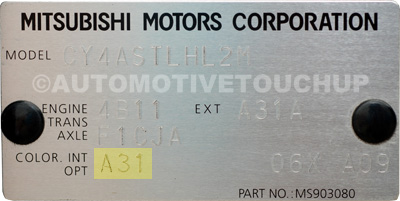 MITSUBISHI MOTORS CORPORATION
MODEL CY4ASTLHL2M
©AUTOMOTIVETOUCHUP
ENGINE 4B11 EXT A31A
TRANS
AXLE F1CJA
COLOR. INT A31 06X A09
OPT
PART NO.: MS903080